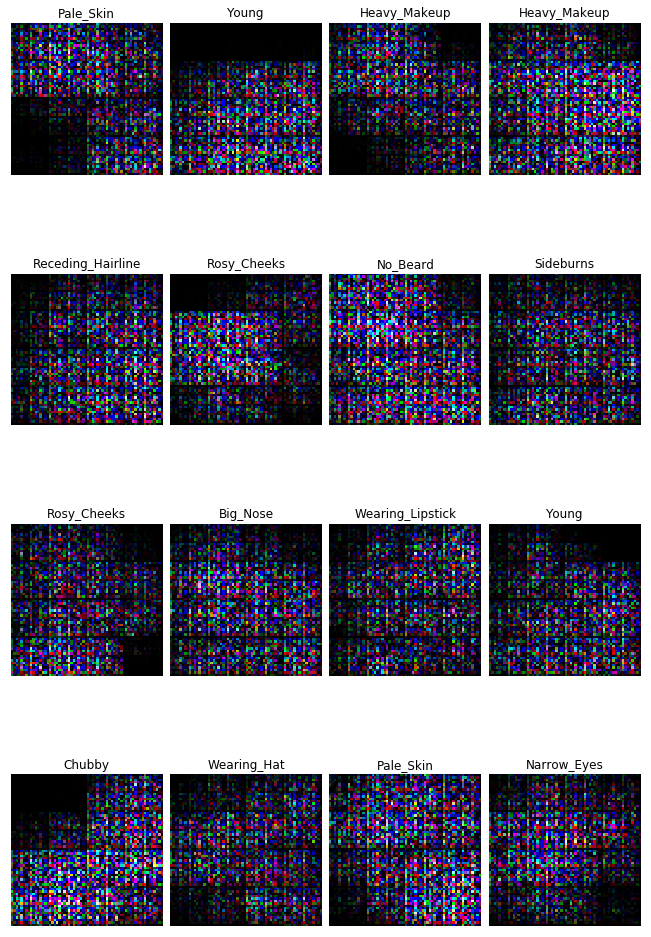 Pale_Skin
Young
Heavy_Makeup
Heavy_Makeup
Receding_Hairline
Rosy_Cheeks
No_Beard
Sideburns
Rosy_Cheeks
Big_Nose
Wearing_Lipstick
Young
Chubby
Wearing_Hat
Pale_Skin
Narrow_Eyes